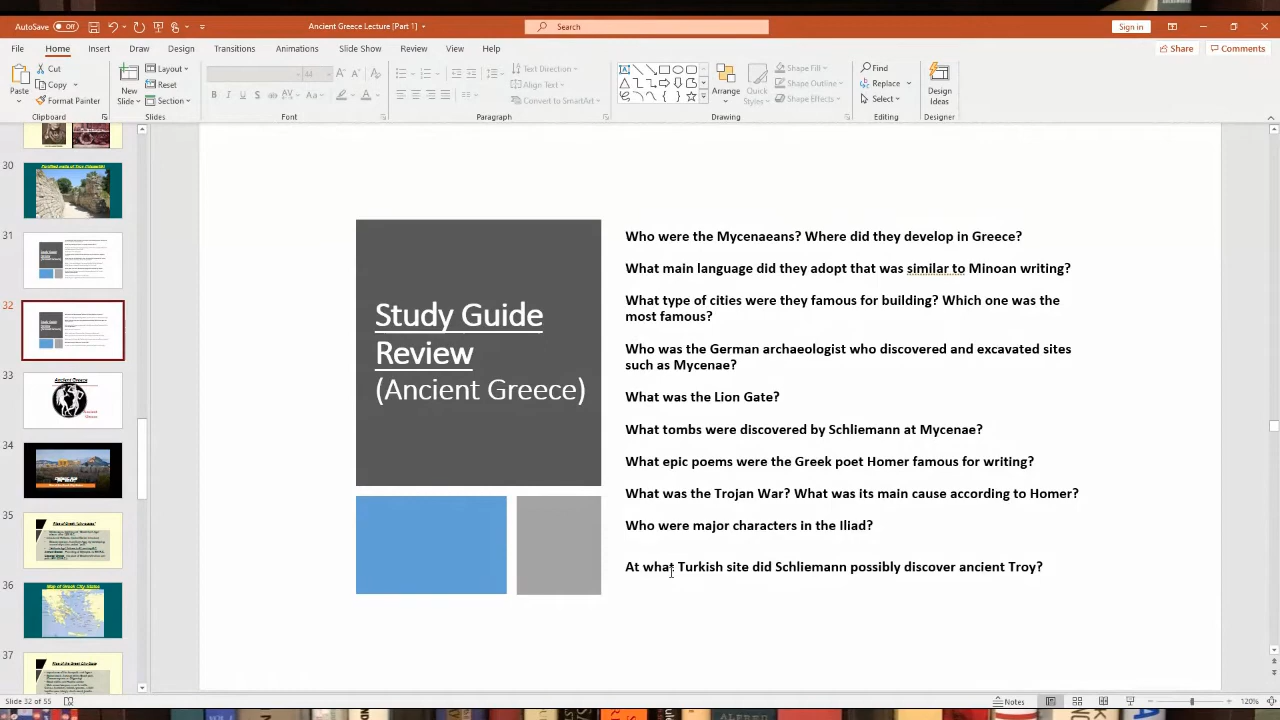 AutoSave Off
Ancient Greece Lecture [Part 1]
Search
Sign in
File Home Insert Draw Design Transitions Animations Slide Show Review View Help
Share Comments
Paste
Cut
Copy
Format Painter
Clipboard
New
Slide
Layout
Reset
Section
Slides
44
Font
Text Direction
Align Text
Convert to SmartArt
Paragraph
Arrange
Quick
Styles
Shape Fill
Shape Outline
Shape Effects
Drawing
Find
Replace
Select
Editing
Design
Ideas
Designer
30
31
32
Ancient Greece
34
35
36
Map of Greek City States
37
Study Guide
Review
(Ancient Greece)
Who were the Mycenaeans? Where did they develop in Greece?
What main language did they adopt that was similar to Minoan writing?
What type of cities were they famous for building? Which one was the
most famous?
Who was the German archaeologist who discovered and excavated sites
such as Mycenae?
What was the Lion Gate?
What tombs were discovered by Schliemann at Mycenae?
What epic poems were the Greek poet Homer famous for writing?
What was the Trojan War? What was its main cause according to Homer?
Who were major characters in the Iliad?
At what Turkish site did Schliemann possibly discover ancient Troy?
Slide 32 of 55
Notes
120%